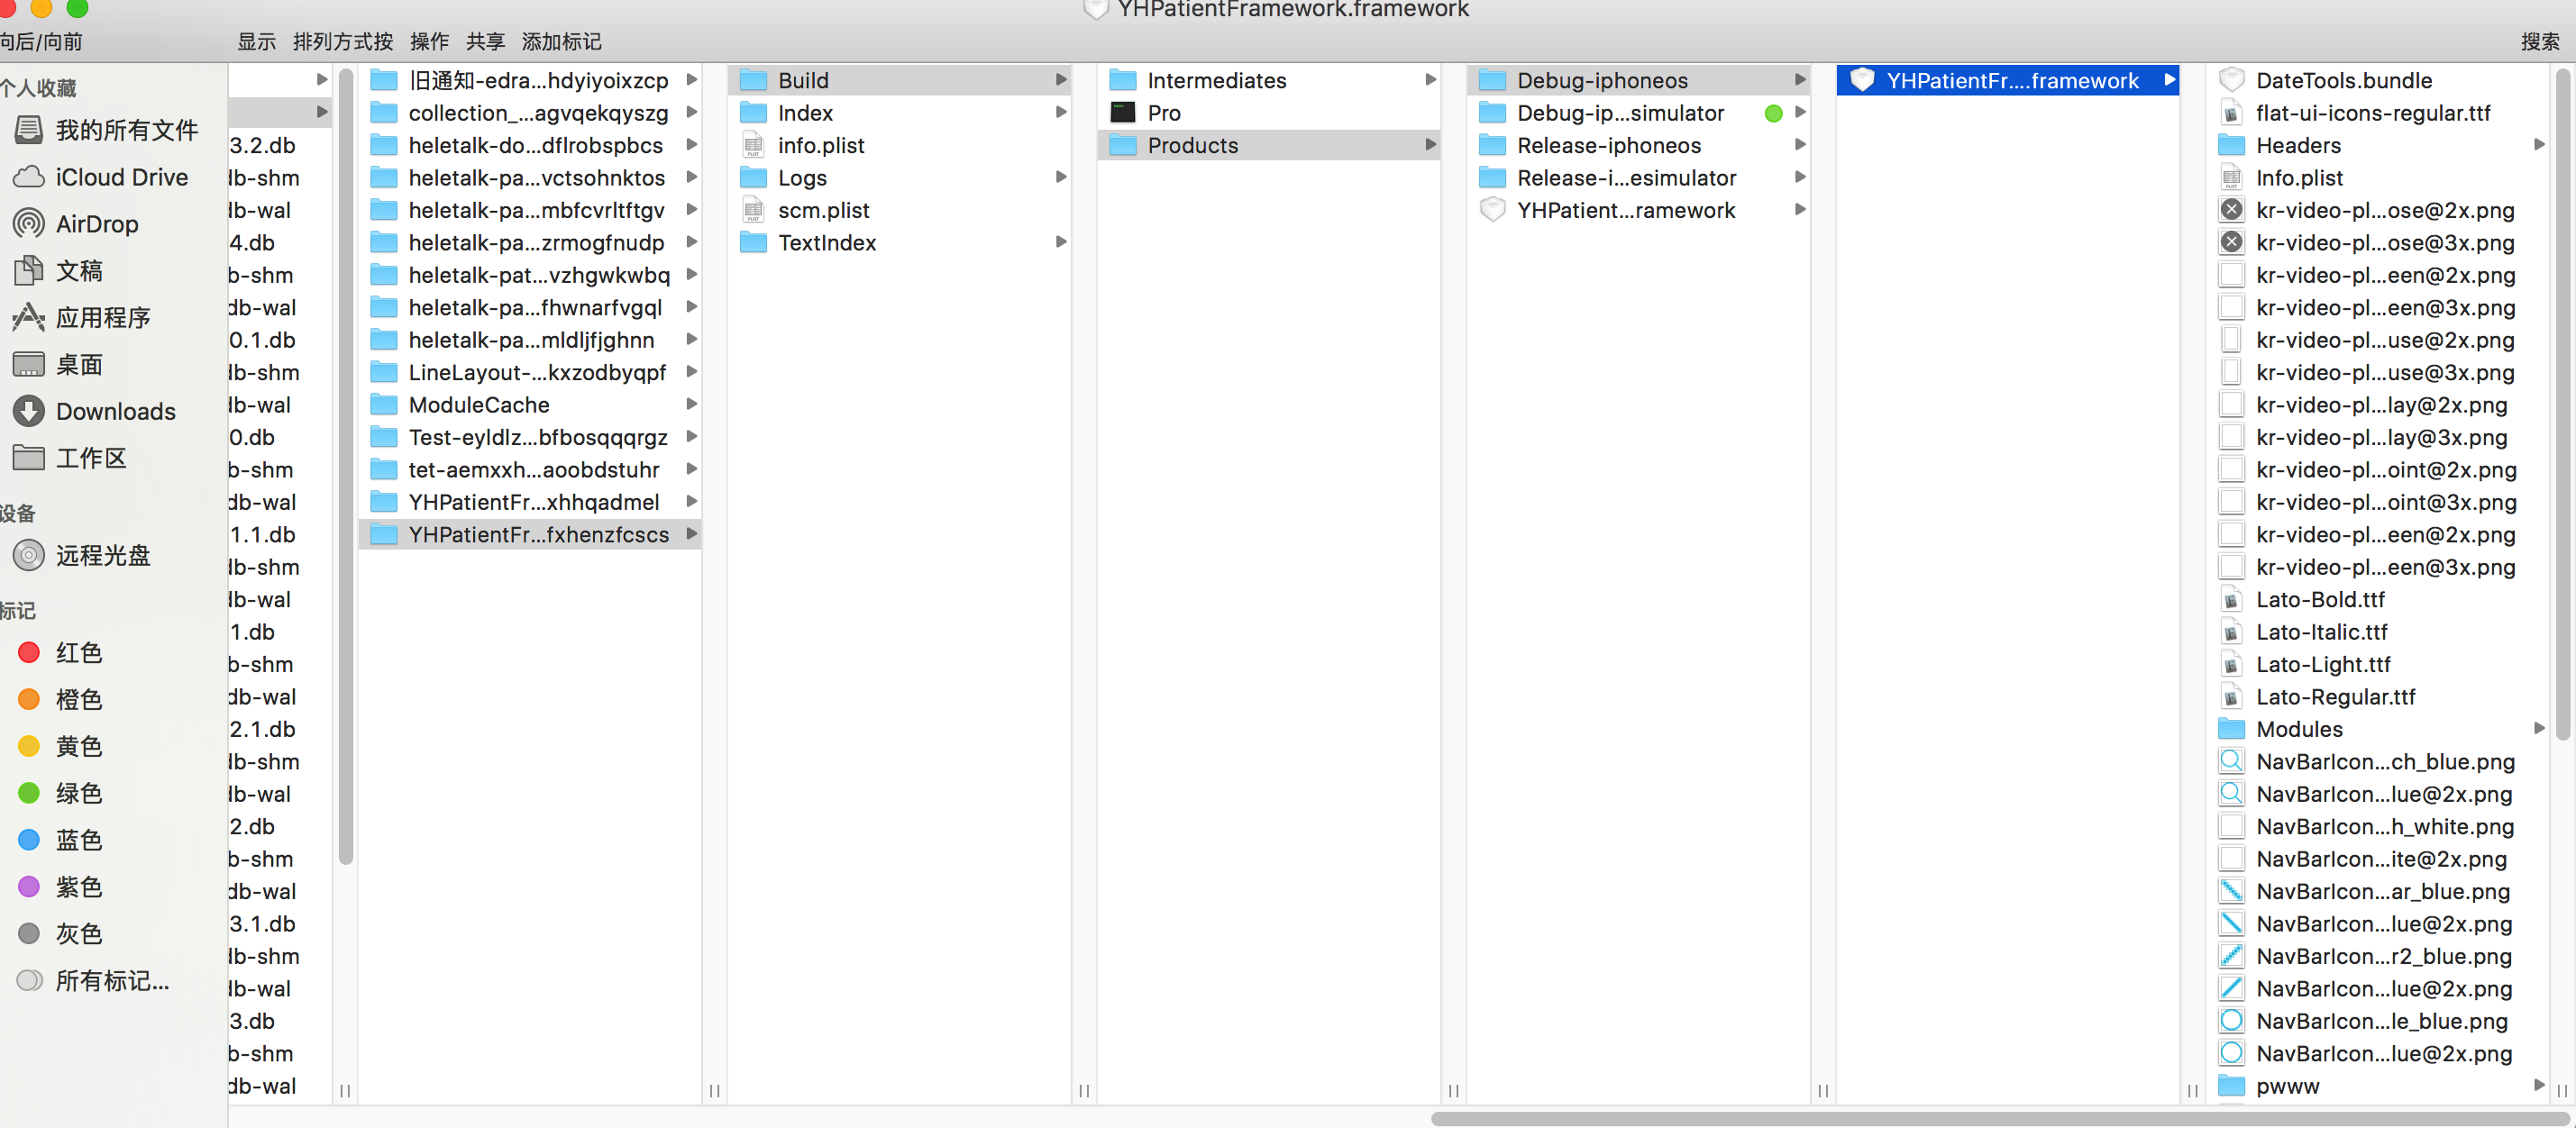 YHPatientFramework.framework
向后/向前
显示 排列方式按 操作 共享 添加标记
搜索
个人收藏
我的所有文件
iCloud Drive
AirDrop
文稿
应用程序
桌面
Downloads
工作区
设备
远程光盘
标记
红色
橙色
黄色
绿色
蓝色
紫色
灰色
所有标记...
3.2.db
db-shm
db-wal
4.db
b-shm
db-wal
0.1.db
db-shm
db-wal
0.db
b-shm
db-wal
1.1.db
db-shm
db-wal
1.db
b-shm
db-wal
2.1.db
db-shm
db-wal
2.db
b-shm
db-wal
3.1.db
db-shm
db-wal
3.db
b-shm
db-wal
旧通知-edra...hdyiyoixzcp
collection_...agvqekqyszg
heletalk-do...dflrobspbcs
heletalk-pa...vctsohnktos
heletalk-pa...mbfcvrltftgv
heletalk-pa...zrmogfnudp
heletalk-pat...vzhgwkwbq
heletalk-pa...fhwnarfvgql
heletalk-pa...mldljfjghnn
LineLayout-...kxzodbyqpf
ModuleCache
Test-eyldlz...bfbosqqqrgz
tet-aemxxh...aoobdstuhr
YHPatientFr...xhhqadmel
YHPatientFr...fxhenzfcscs
Build
Index
info.plist
Logs
scm.plist
TextIndex
Intermediates
Pro
Products
Debug-iphoneos
Debug-ip...simulator
Release-iphoneos
Release-i...esimulator
YHPatient...ramework
YHPatientFr....framework
DateTools.bundle
flat-ui-icons-regular.ttf
Headers
Info.plist
kr-video-pl...ose@2x.png
kr-video-pl...ose@3x.png
kr-video-pl...een@2x.png
kr-video-pl...een@3x.png
kr-video-pl...use@2x.png
kr-video-pl...use@3x.png
kr-video-pl...lay@2x.png
kr-video-pl...lay@3x.png
kr-video-pl...oint@2x.png
kr-video-pl...oint@3x.png
kr-video-pl...een@2x.png
kr-video-pl...een@3x.png
Lato-Bold.ttf
Lato-Italic.ttf
Lato-Light.ttf
Lato-Regular.ttf
Modules
NavBarIcon...ch_blue.png
NavBarIcon...lue@2x.png
NavBarIcon...h_white.png
NavBarIcon...ite@2x.png
NavBarIcon...ar_blue.png
NavBarIcon...lue@2x.png
NavBarIcon...r2_blue.png
NavBarIcon...lue@2x.png
NavBarIcon...le_blue.png
NavBarIcon...lue@2x.png
pwww